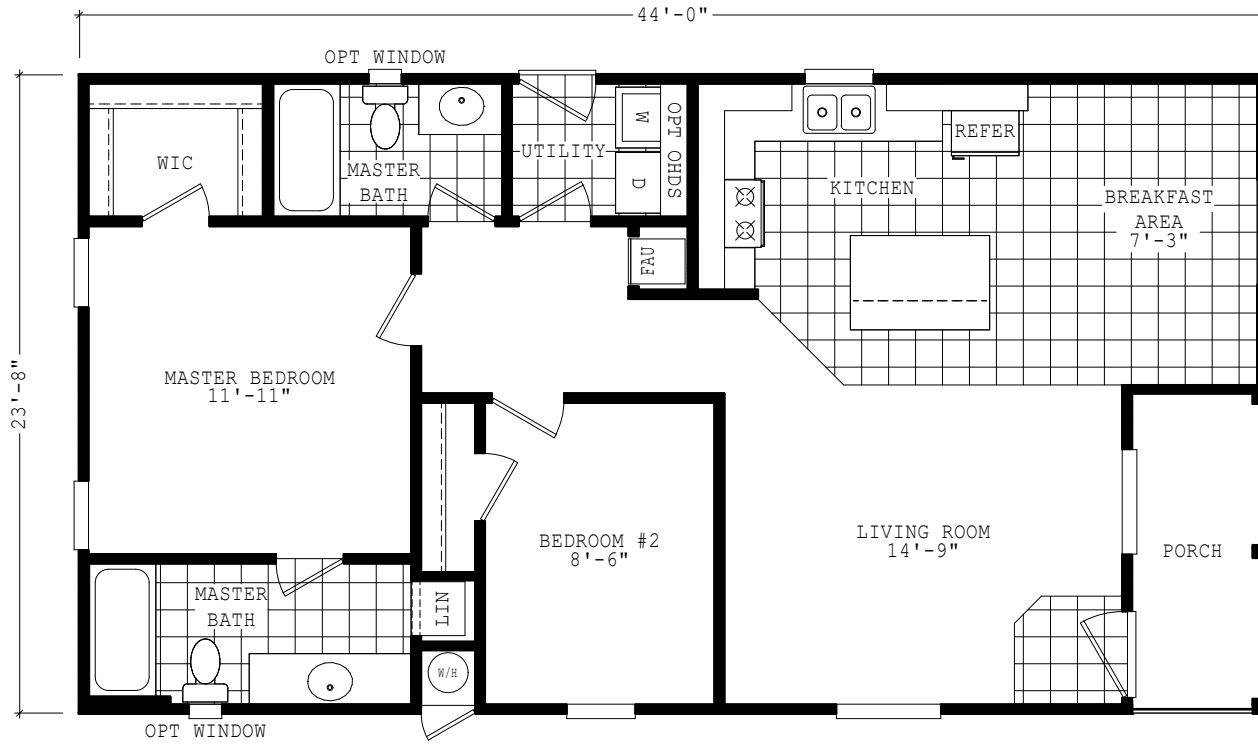 44'-0"
OPT WINDOW
WIC
MASTER
BATH
UTILITY
W
D
OPT OHDS
REFER
KITCHEN
BREAKFAST
AREA
7'-3"
FAU
23'-8"
MASTER BEDROOM
11'-11"
BEDROOM #2
8'-6"
LIVING ROOM
14'-9"
PORCH
MASTER
BATH
LIN
W/H
OPT WINDOW